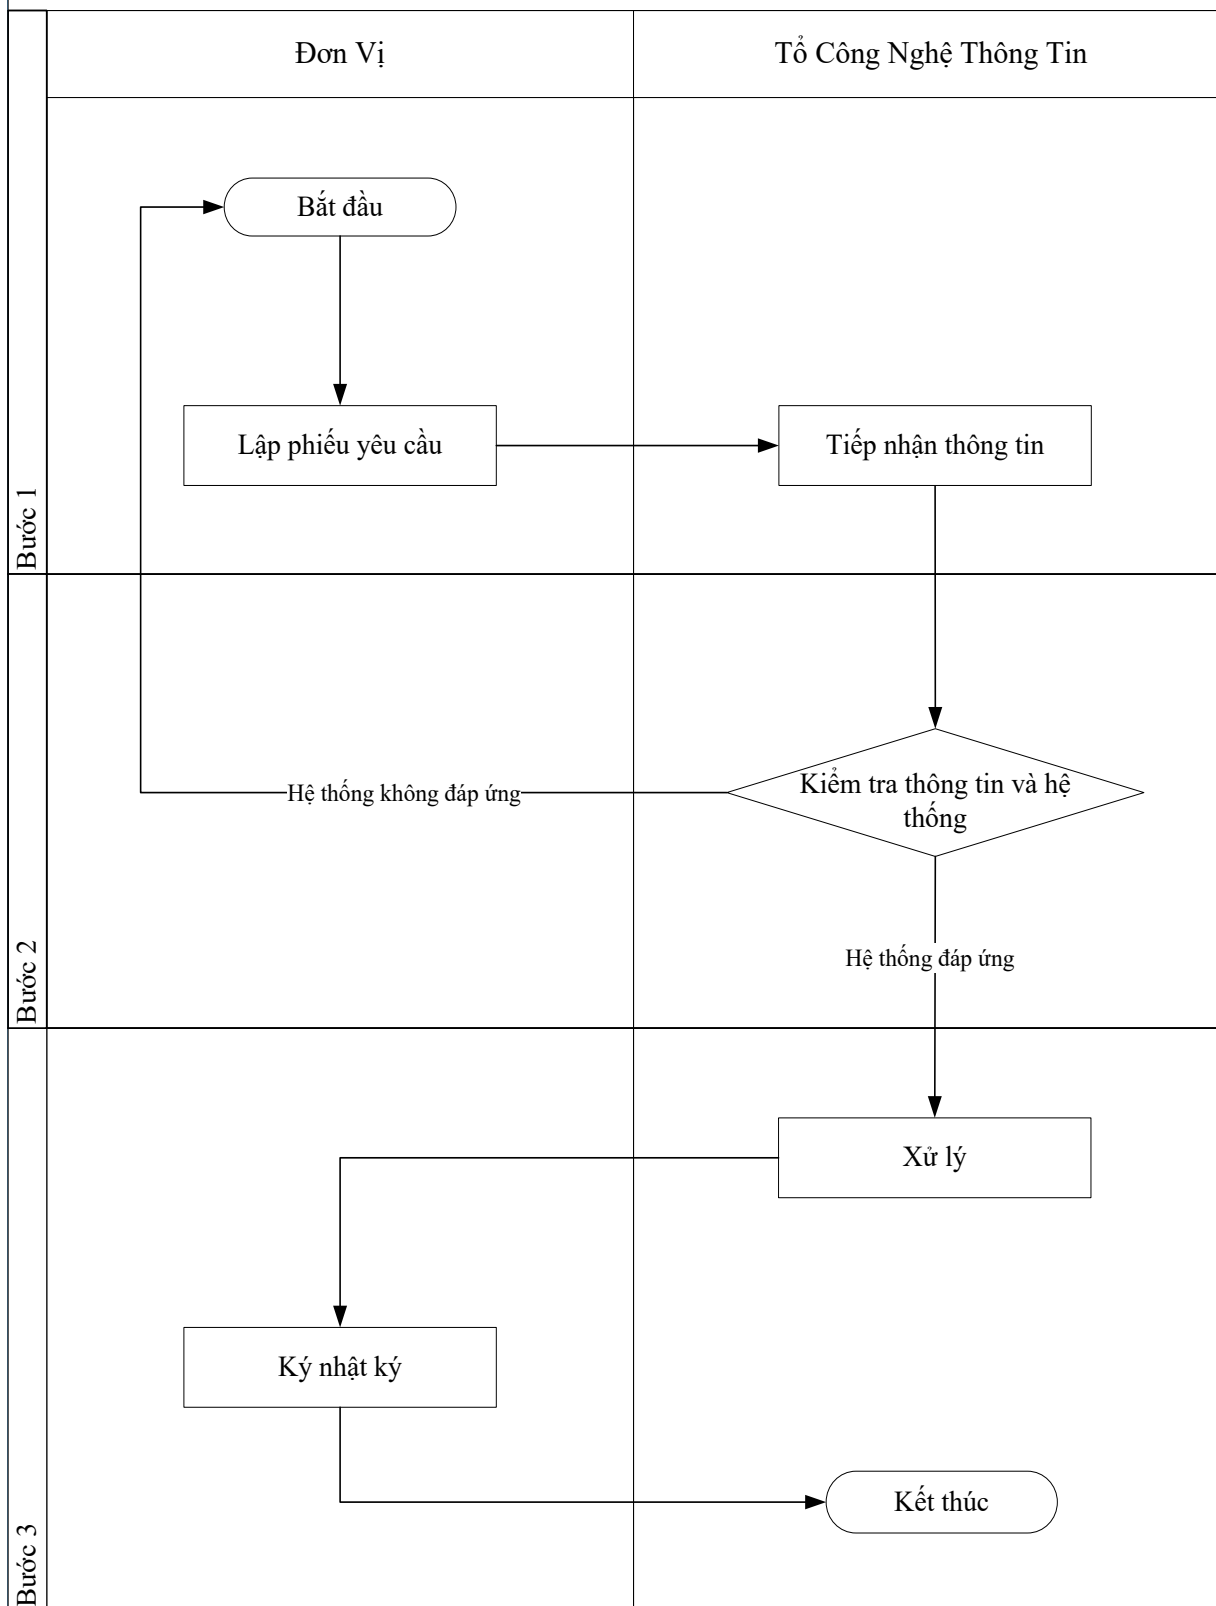 Đơn Vị
Tổ Công Nghệ Thông Tin
Bắt đầu
Lập phiếu yêu cầu
Tiếp nhận thông tin
Bước 1
Kiểm tra thông tin và hệ
thống
Hệ thống không đáp ứng
Hệ thống đáp ứng
Bước 2
Xử lý
Ký nhật ký
Kết thúc
Bước 3